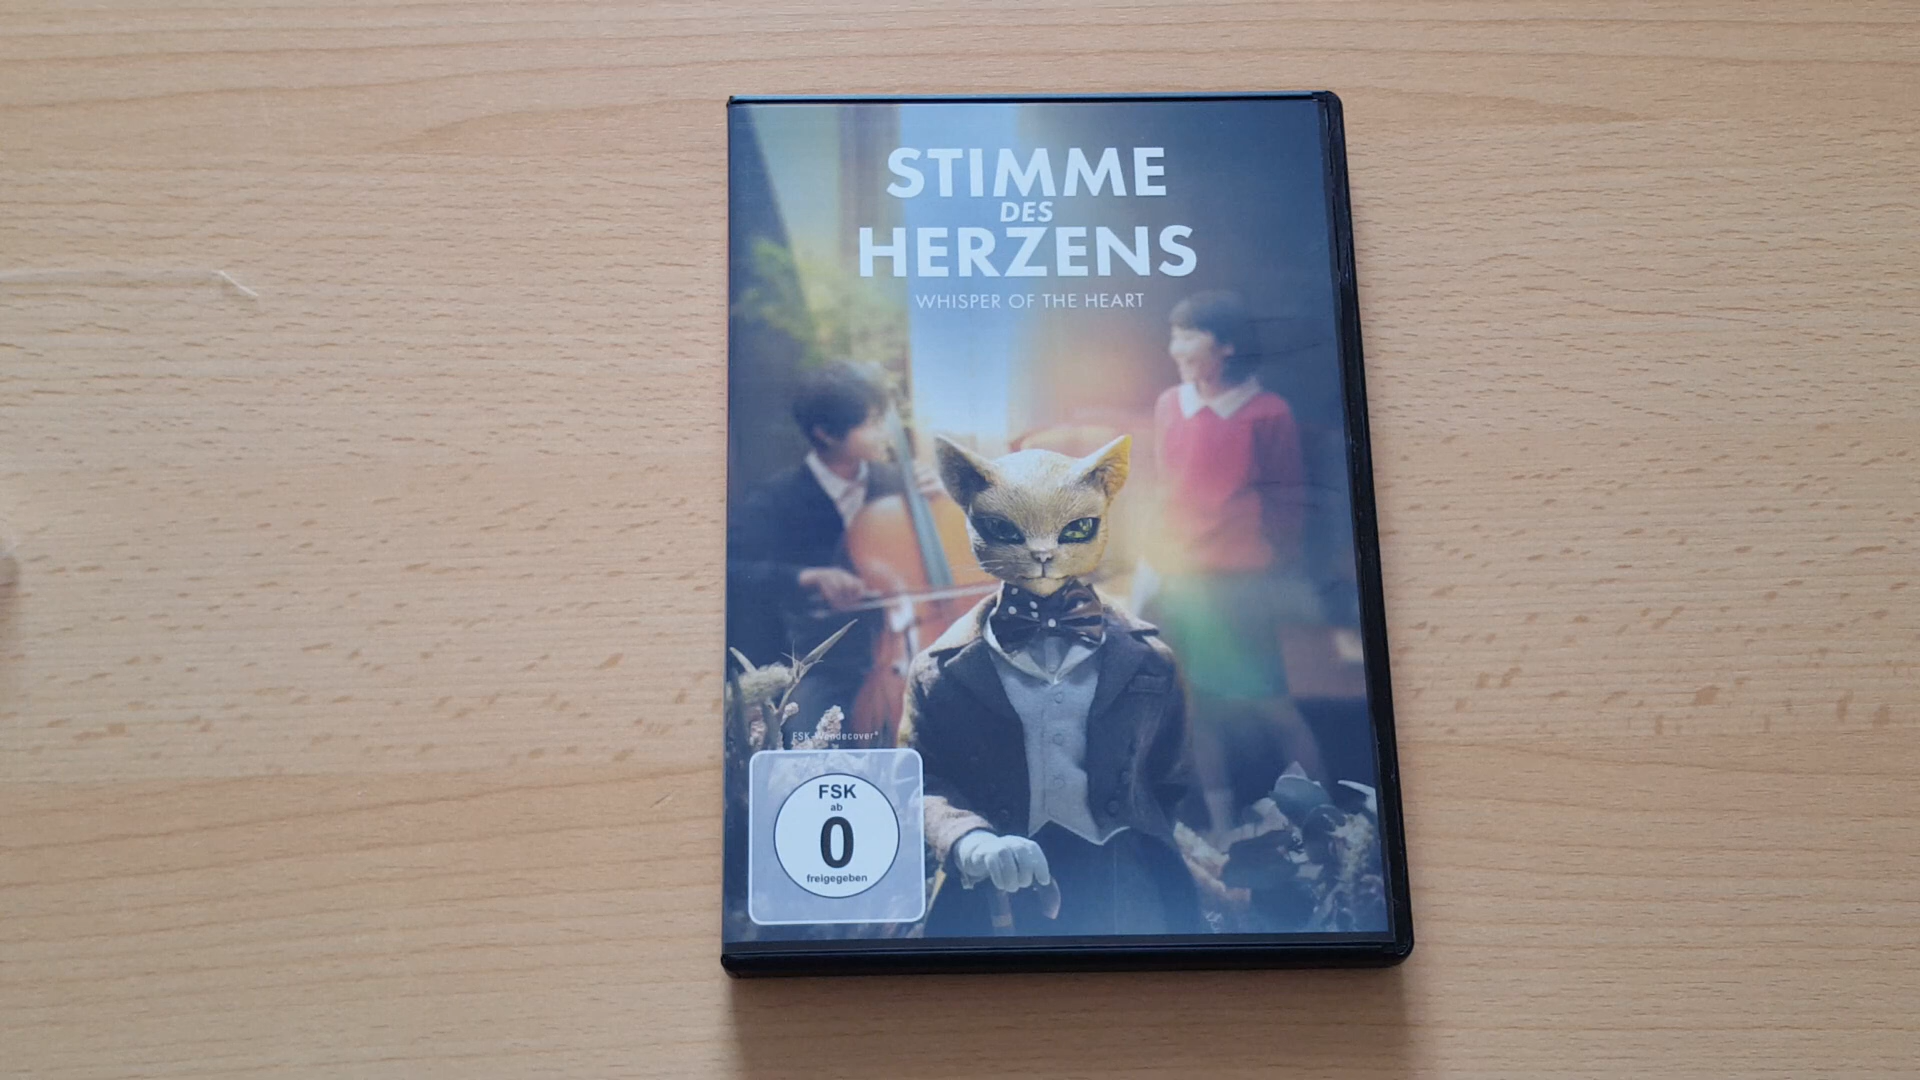 STIMME
DES
HERZENS
WHISPER OF THE HEART
FSK-Wendecover*
FSK
ab
0
freigegeben